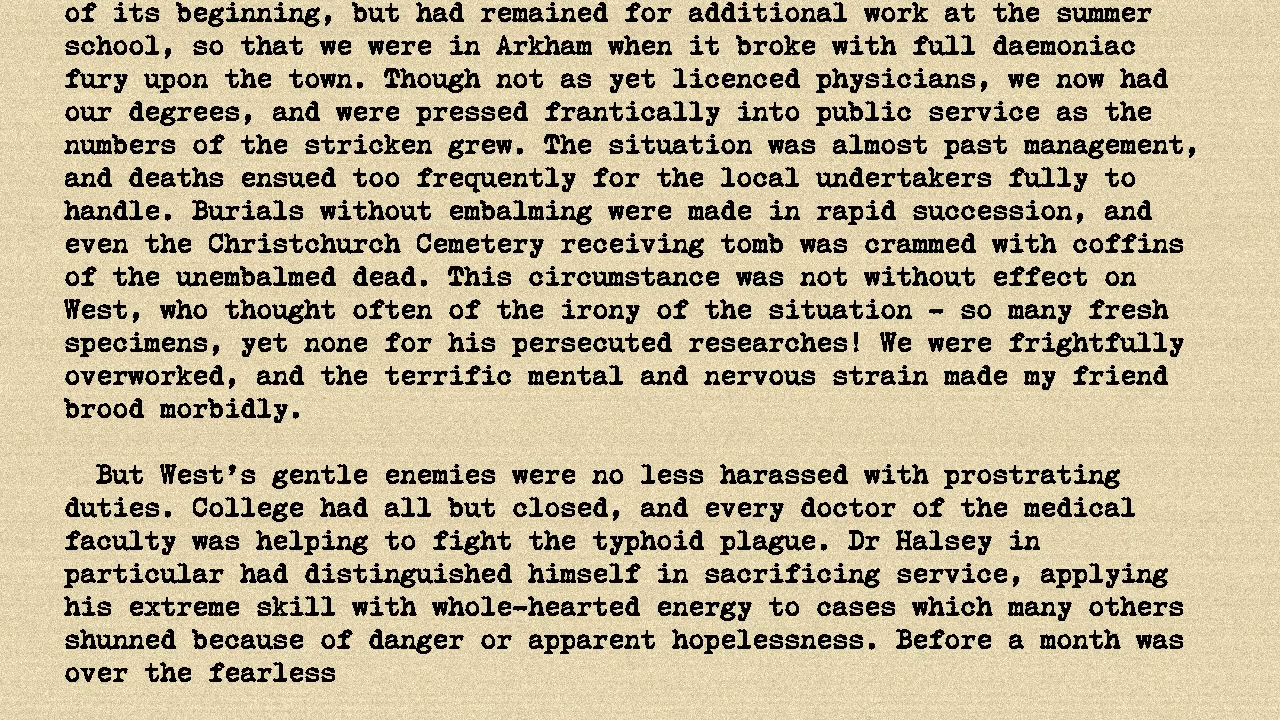 of its beginning, but had remained for additional work at the summer
school, so that we were in Arkham when it broke with full daemoniac
fury upon the town. Though not as yet licenced physicians, we now had
our degrees, and were pressed frantically into public service as the
numbers of the stricken grew. The situation was almost past management,
and deaths ensued too frequently for the local undertakers fully to
handle. Burials without embalming were made in rapid succession, and
even the Christchurch Cemetery receiving tomb was crammed with coffins
of the unembalmed dead. This circumstance was not without effect on
West, who thought often of the irony of the situation – so many fresh
specimens, yet none for his persecuted researches! We were frightfully
overworked, and the terrific mental and nervous strain made my friend
brood morbidly.
But West's gentle enemies were no less harassed with prostrating
duties. College had all but closed, and every doctor of the medical
faculty was helping to fight the typhoid plague. Dr Halsey in
particular had distinguished himself in sacrificing service, applying
his extreme skill with whole-hearted energy to cases which many others
shunned because of danger or apparent hopelessness. Before a month was
over the fearless